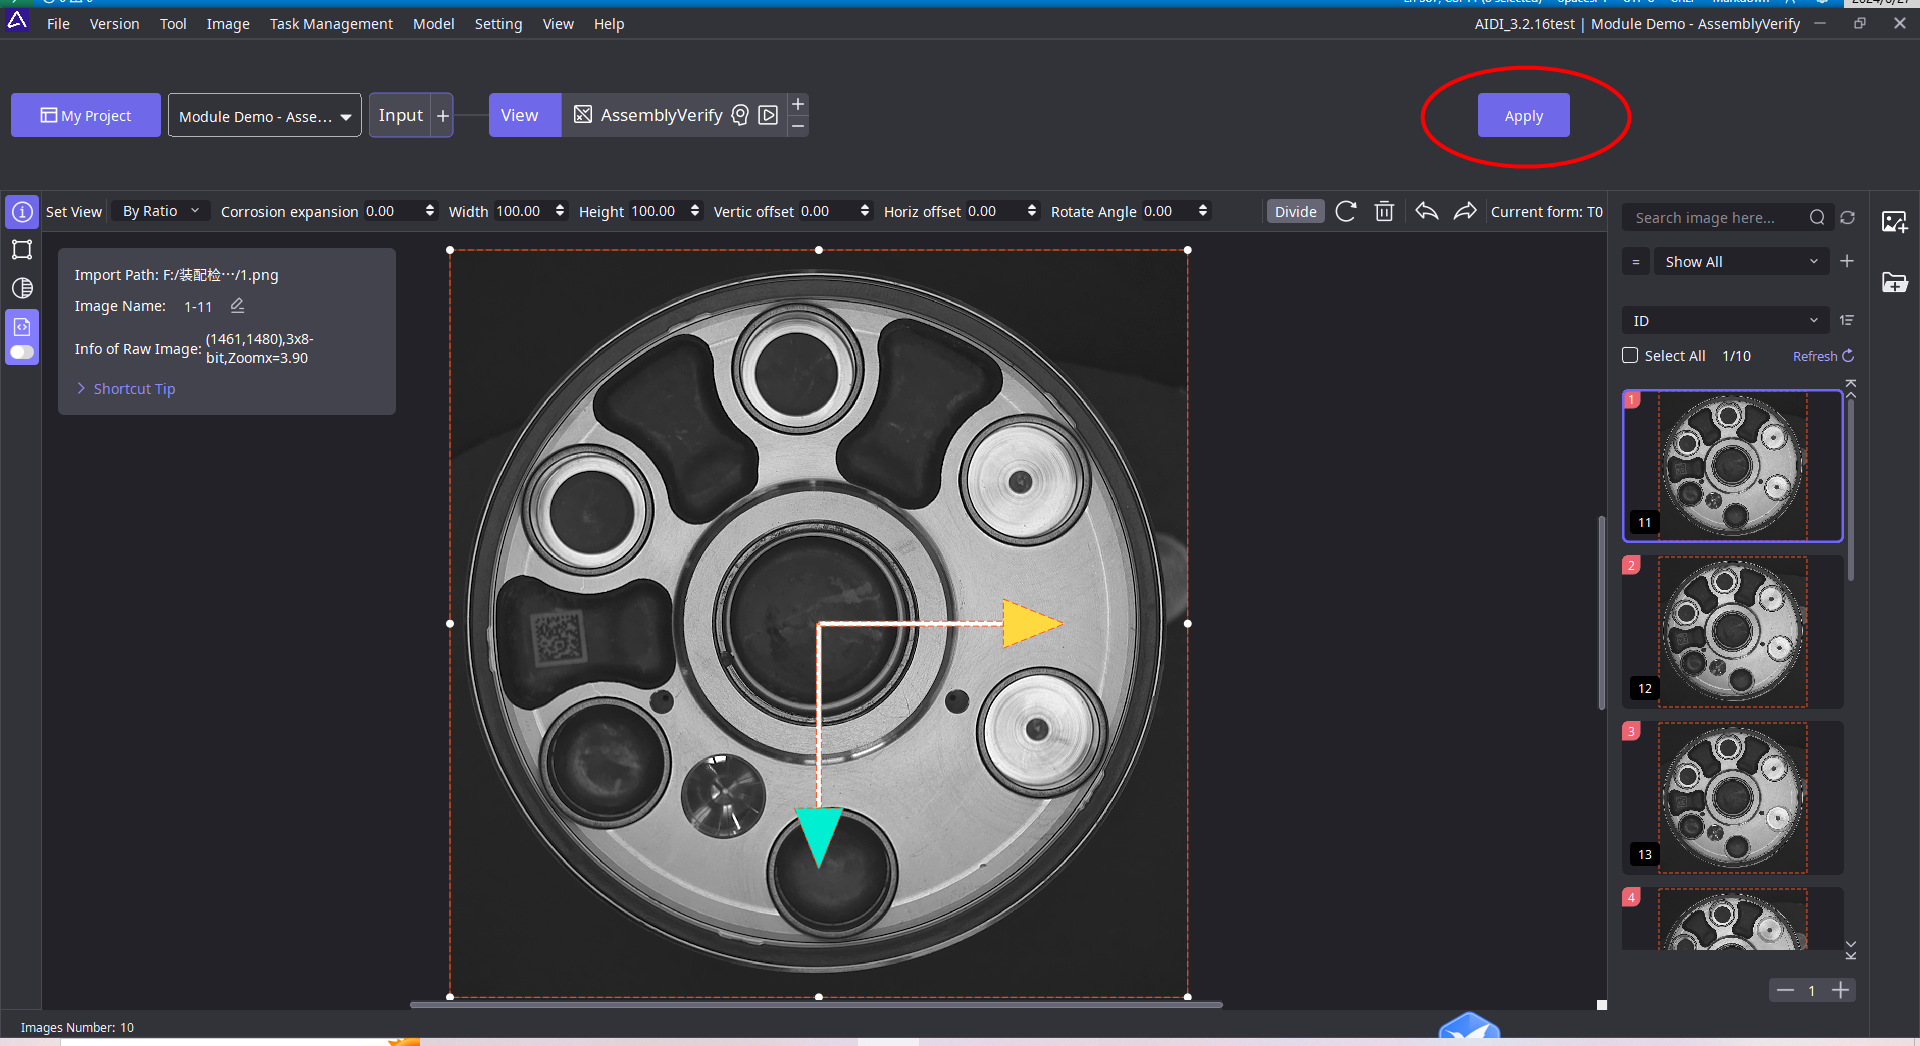 File Version Tool Image Task Management Model Setting View Help AIDI_3.2.16test | Module Demo - AssemblyVerify
My Project Module Demo - Asse... Input + View AssemblyVerify + − Apply
Set View By Ratio Corrosion expansion 0.00 Width 100.00 Height 100.00 Vertic offset 0.00 Horiz offset 0.00 Rotate Angle 0.00 Divide Current form: T0
Search image here...
= Show All +
ID
Select All 1/10 Refresh
Import Path: F:/装配检···/1.png
Image Name: 1-11
Info of Raw Image: (1461,1480),3x8-
bit,Zoomx=3.90
Shortcut Tip
1
11
2
12
3
13
4
— 1 +
Images Number: 10